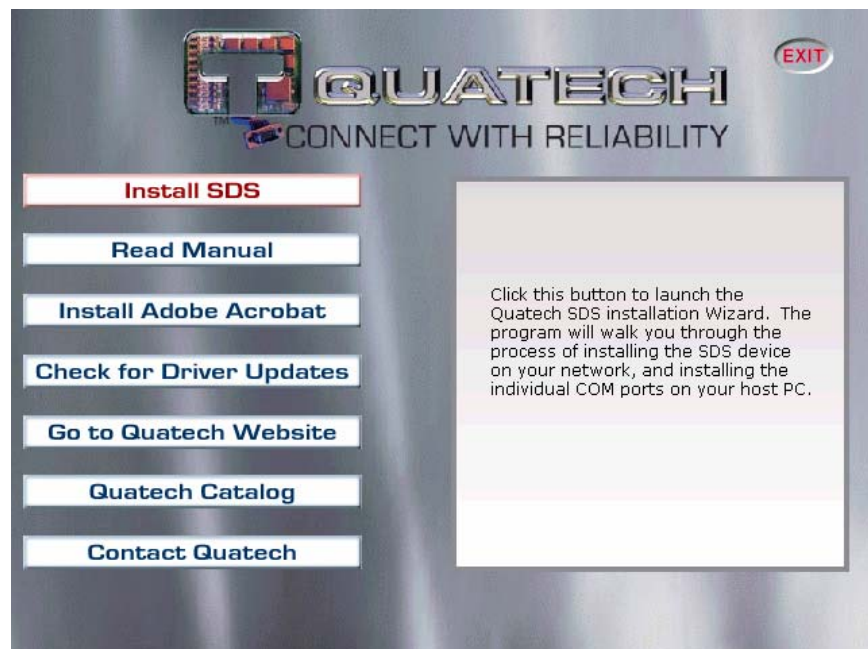 QUATECH
EXIT
TM
CONNECT WITH RELIABILITY
Install SDS
Read Manual
Install Adobe Acrobat
Check for Driver Updates
Go to Quatech Website
Quatech Catalog
Contact Quatech
Click this button to launch the
Quatech SDS installation Wizard. The
program will walk you through the
process of installing the SDS device
on your network, and installing the
individual COM ports on your host PC.